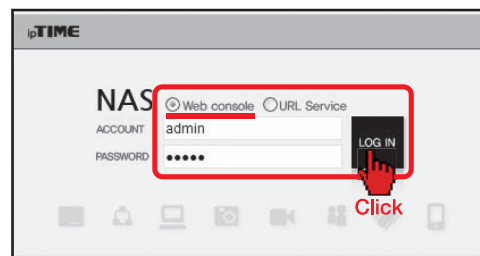 ipTIME
NAS
Web console URL Service
ACCOUNT admin
PASSWORD •••••
LOG IN
Click